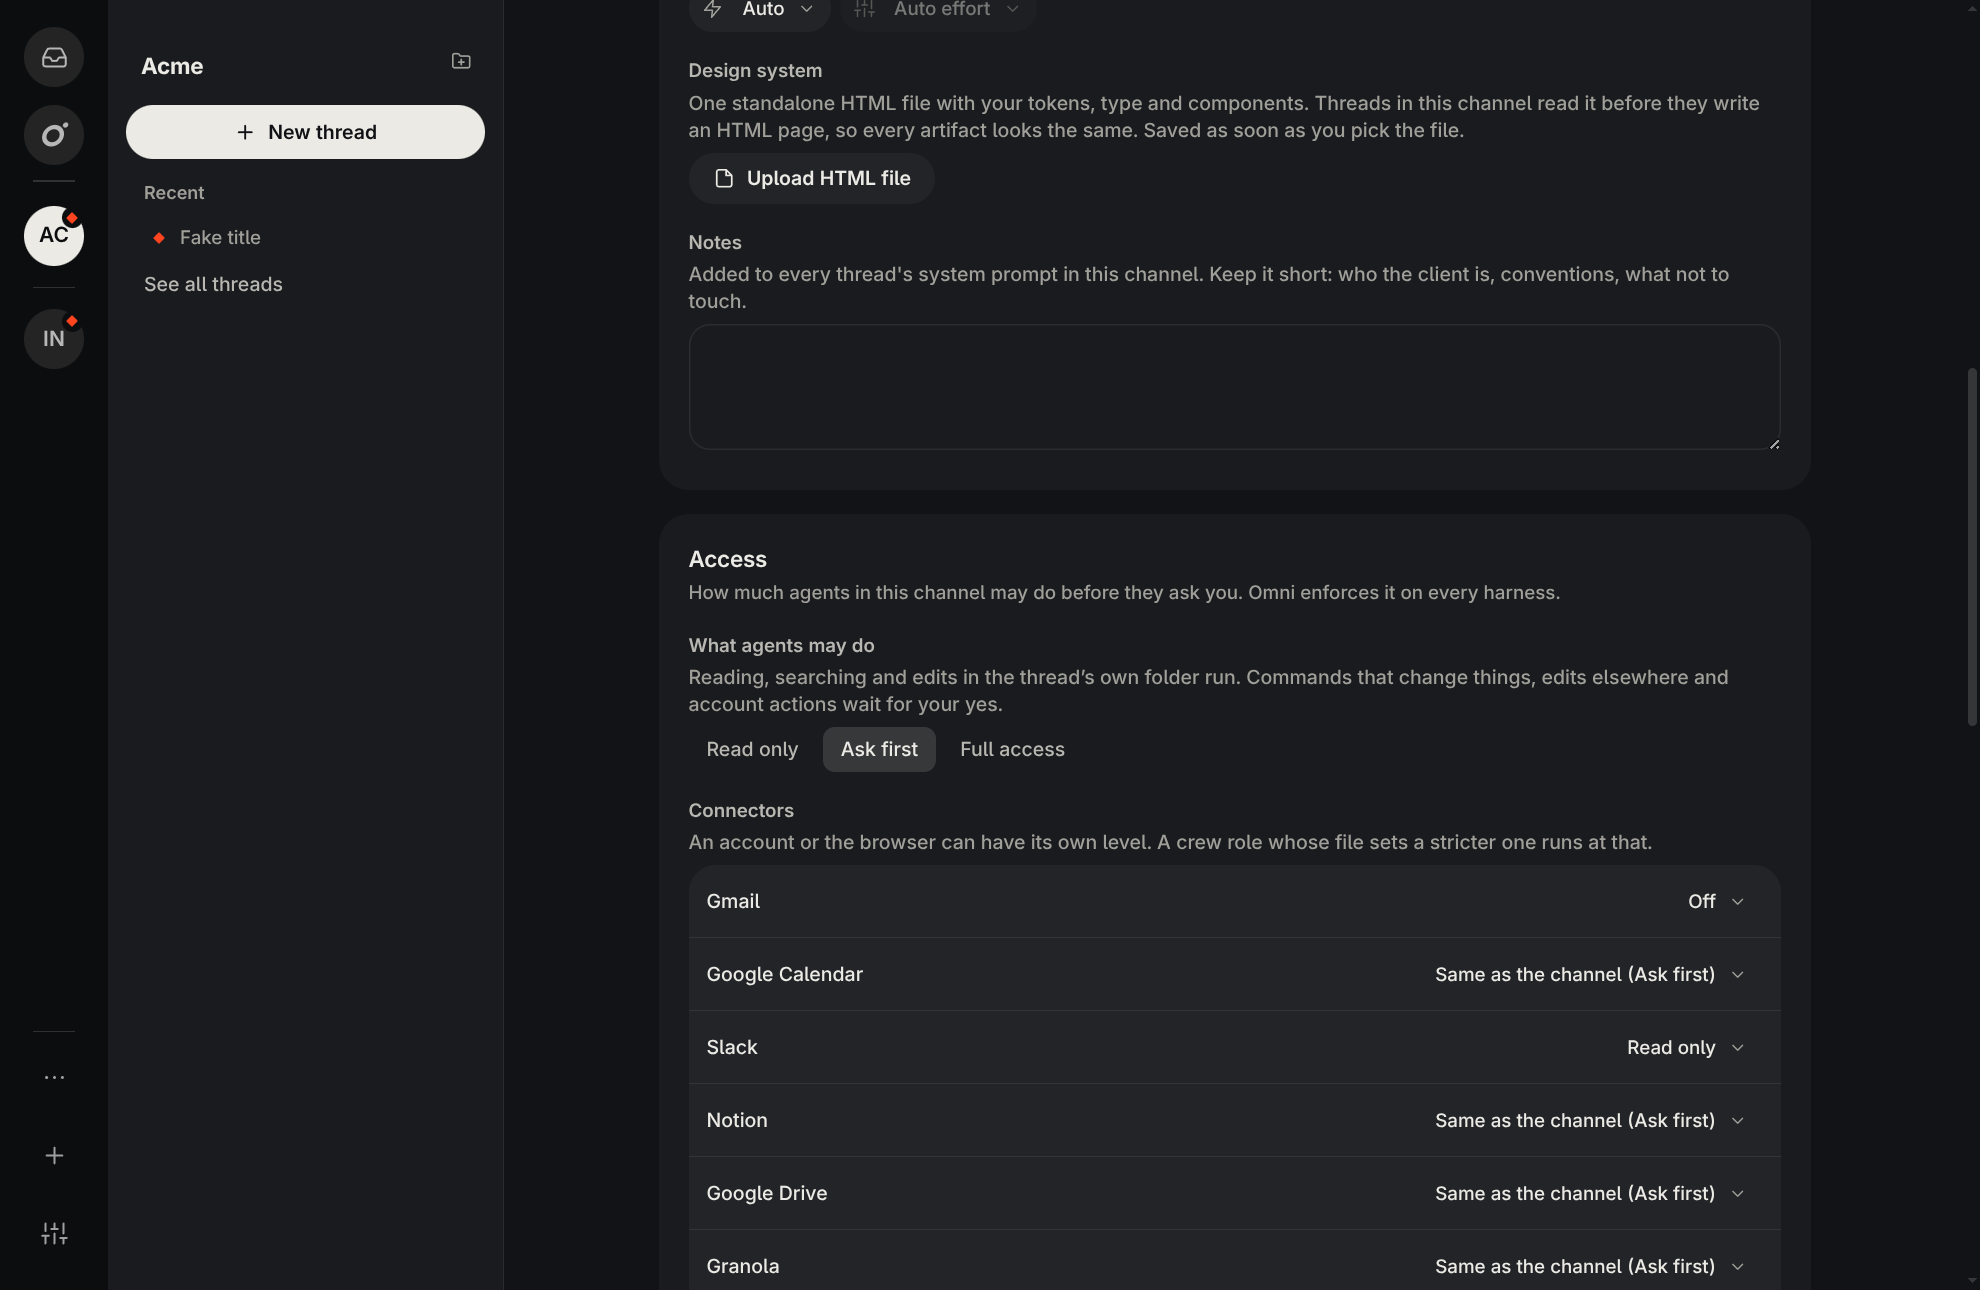 AC
IN
Acme
New thread
Recent
Fake title
See all threads
Auto
Auto effort
Design system
One standalone HTML file with your tokens, type and components. Threads in this channel read it before they write
an HTML page, so every artifact looks the same. Saved as soon as you pick the file.
Upload HTML file
Notes
Added to every thread's system prompt in this channel. Keep it short: who the client is, conventions, what not to
touch.
Access
How much agents in this channel may do before they ask you. Omni enforces it on every harness.
What agents may do
Reading, searching and edits in the thread’s own folder run. Commands that change things, edits elsewhere and
account actions wait for your yes.
Read only Ask first Full access
Connectors
An account or the browser can have its own level. A crew role whose file sets a stricter one runs at that.
Gmail Off
Google Calendar Same as the channel (Ask first)
Slack Read only
Notion Same as the channel (Ask first)
Google Drive Same as the channel (Ask first)
Granola Same as the channel (Ask first)